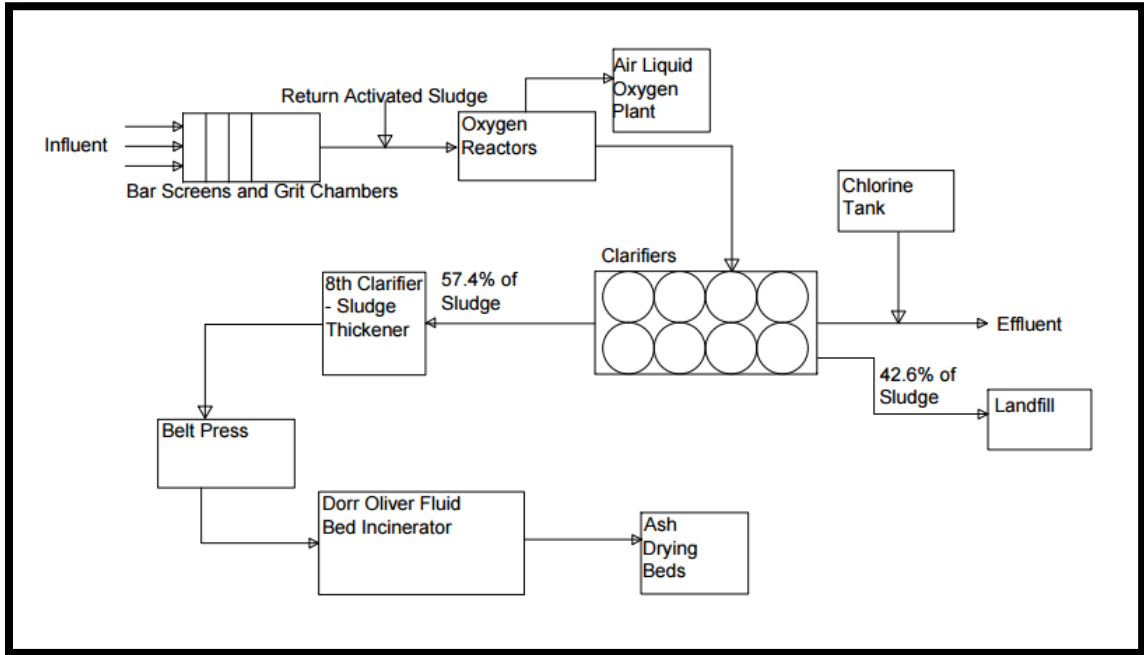 Air Liquid
Oxygen
Plant
Return Activated Sludge
Oxygen
Reactors
Influent
Bar Screens and Grit Chambers
Chlorine
Tank
Clarifiers
57.4% of
Sludge
8th Clarifier
- Sludge
Thickener
Effluent
42.6% of
Sludge
Landfill
Belt Press
Dorr Oliver Fluid
Bed Incinerator
Ash
Drying
Beds